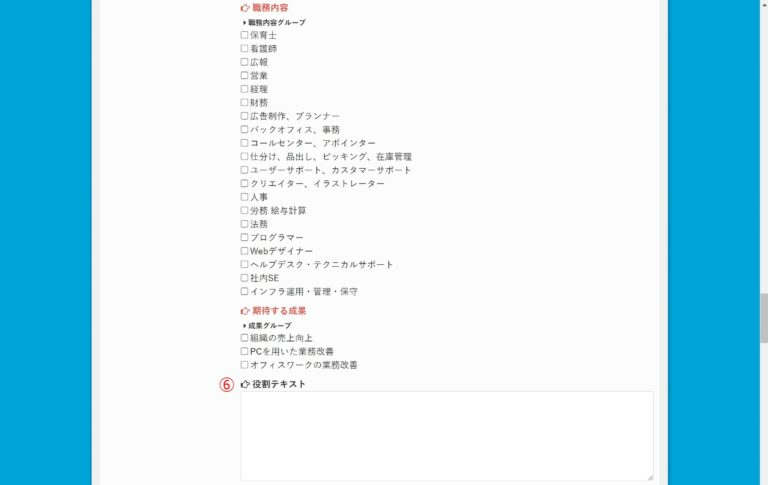 職務内容
職務内容グループ
保育士
看護師
広報
営業
経理
財務
広告制作、プランナー
バックオフィス、事務
コールセンター、アポインター
仕分け、品出し、ピッキング、在庫管理
ユーザーサポート、カスタマーサポート
クリエイター、イラストレーター
人事
労務 給与計算
法務
プログラマー
Webデザイナー
ヘルプデスク・テクニカルサポート
社内SE
インフラ運用・管理・保守
期待する成果
成果グループ
組織の売上向上
PCを用いた業務改善
オフィスワークの業務改善
⑥ 役割テキスト